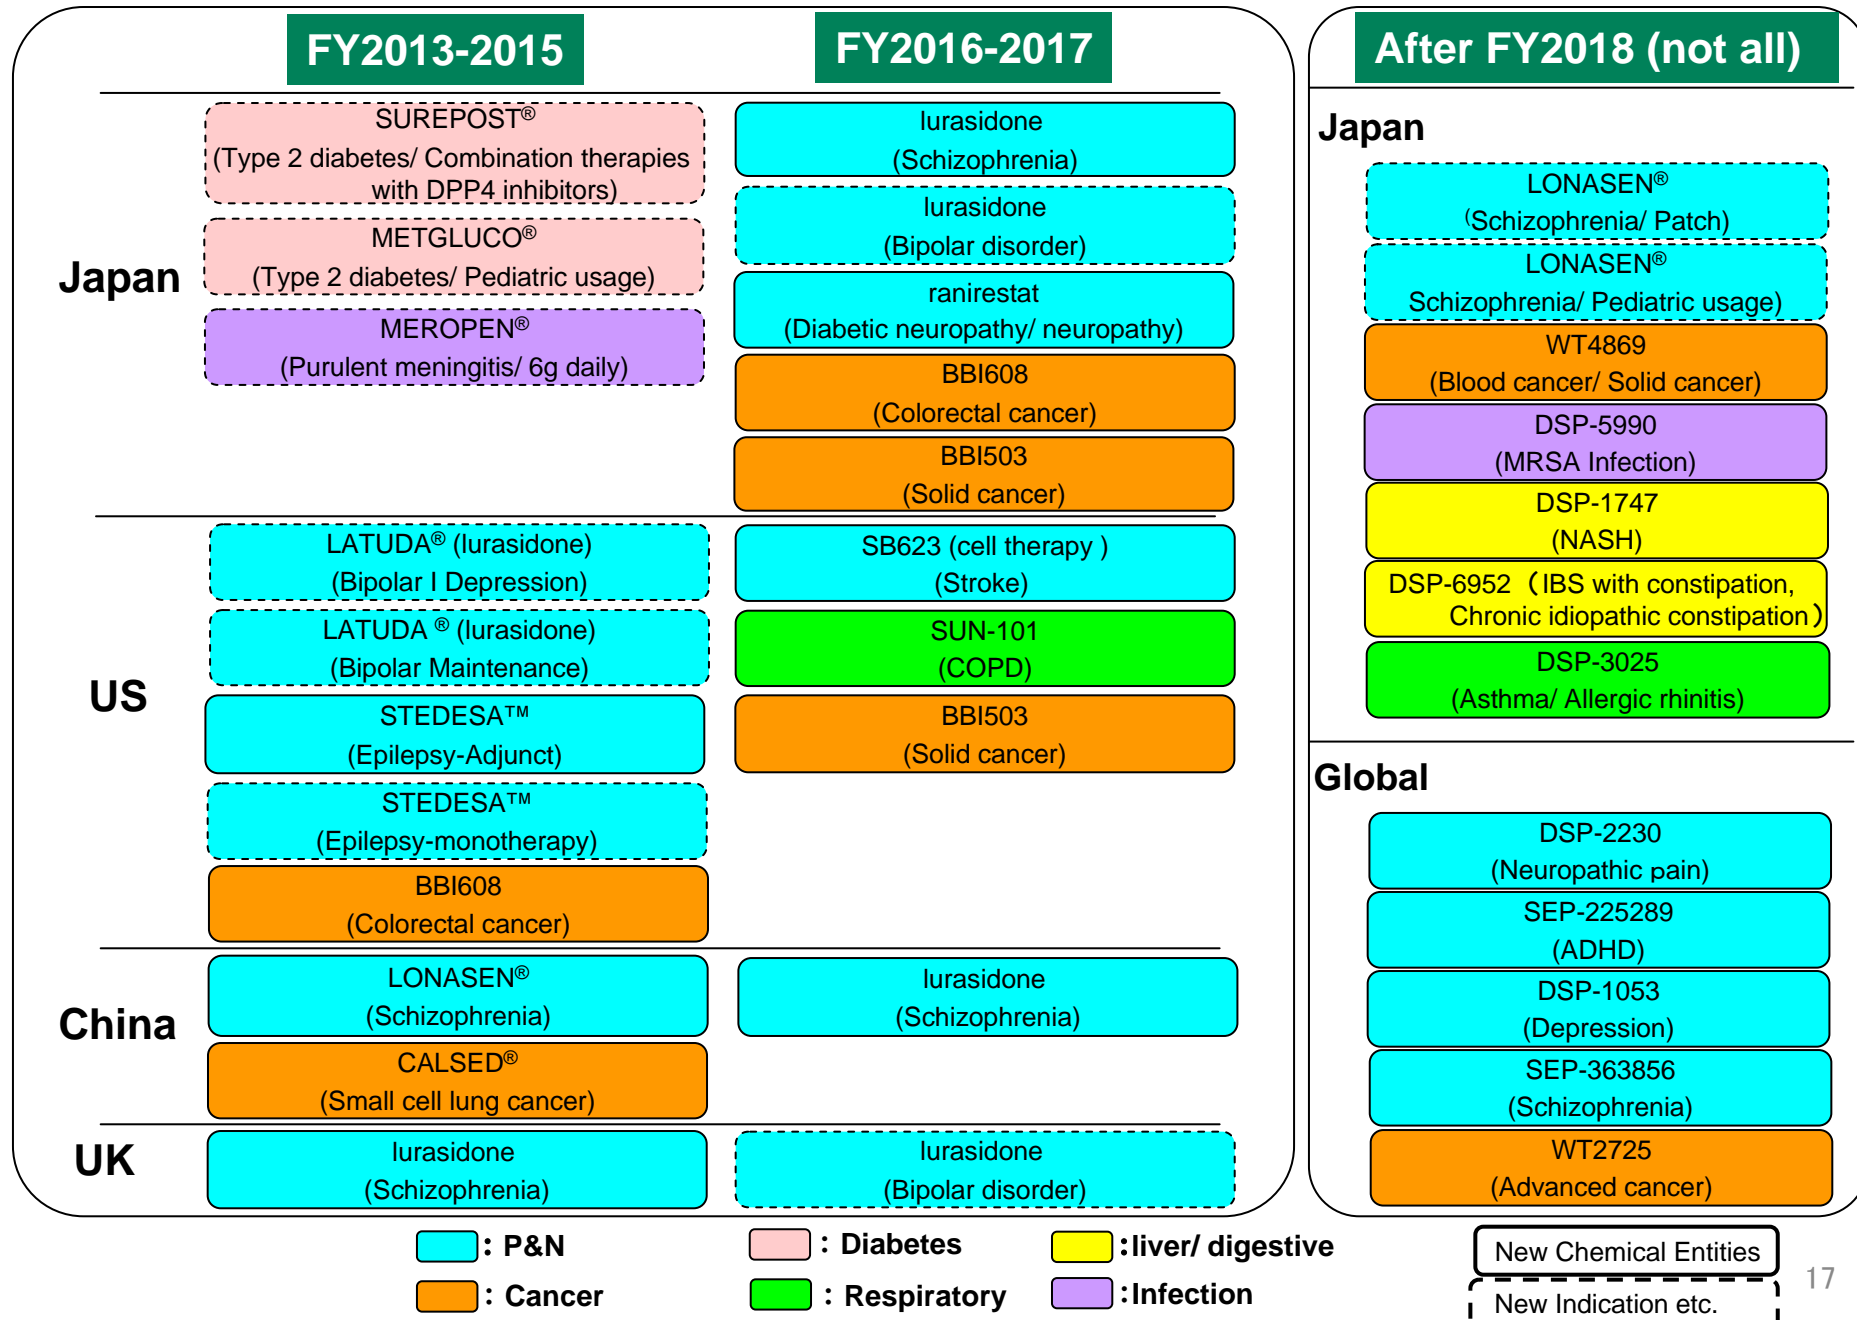 FY2013-2015
FY2016-2017
After FY2018 (not all)
Japan
SUREPOST®
(Type 2 diabetes/ Combination therapies
with DPP4 inhibitors)
METGLUCO®
(Type 2 diabetes/ Pediatric usage)
MEROPEN®
(Purulent meningitis/ 6g daily)
lurasidone
(Schizophrenia)
lurasidone
(Bipolar disorder)
ranirestat
(Diabetic neuropathy/ neuropathy)
BBI608
(Colorectal cancer)
BBI503
(Solid cancer)
US
LATUDA® (lurasidone)
(Bipolar I Depression)
LATUDA ® (lurasidone)
(Bipolar Maintenance)
STEDESA™
(Epilepsy-Adjunct)
STEDESA™
(Epilepsy-monotherapy)
BBI608
(Colorectal cancer)
SB623 (cell therapy )
(Stroke)
SUN-101
(COPD)
BBI503
(Solid cancer)
China
LONASEN®
(Schizophrenia)
CALSED®
(Small cell lung cancer)
lurasidone
(Schizophrenia)
UK
lurasidone
(Schizophrenia)
lurasidone
(Bipolar disorder)
Japan
LONASEN®
(Schizophrenia/ Patch)
LONASEN®
Schizophrenia/ Pediatric usage)
WT4869
(Blood cancer/ Solid cancer)
DSP-5990
(MRSA Infection)
DSP-1747
(NASH)
DSP-6952（IBS with constipation,
Chronic idiopathic constipation）
DSP-3025
(Asthma/ Allergic rhinitis)
Global
DSP-2230
(Neuropathic pain)
SEP-225289
(ADHD)
DSP-1053
(Depression)
SEP-363856
(Schizophrenia)
WT2725
(Advanced cancer)
: P&N
: Diabetes
:liver/ digestive
: Cancer
: Respiratory
:Infection
New Chemical Entities
New Indication etc.
17